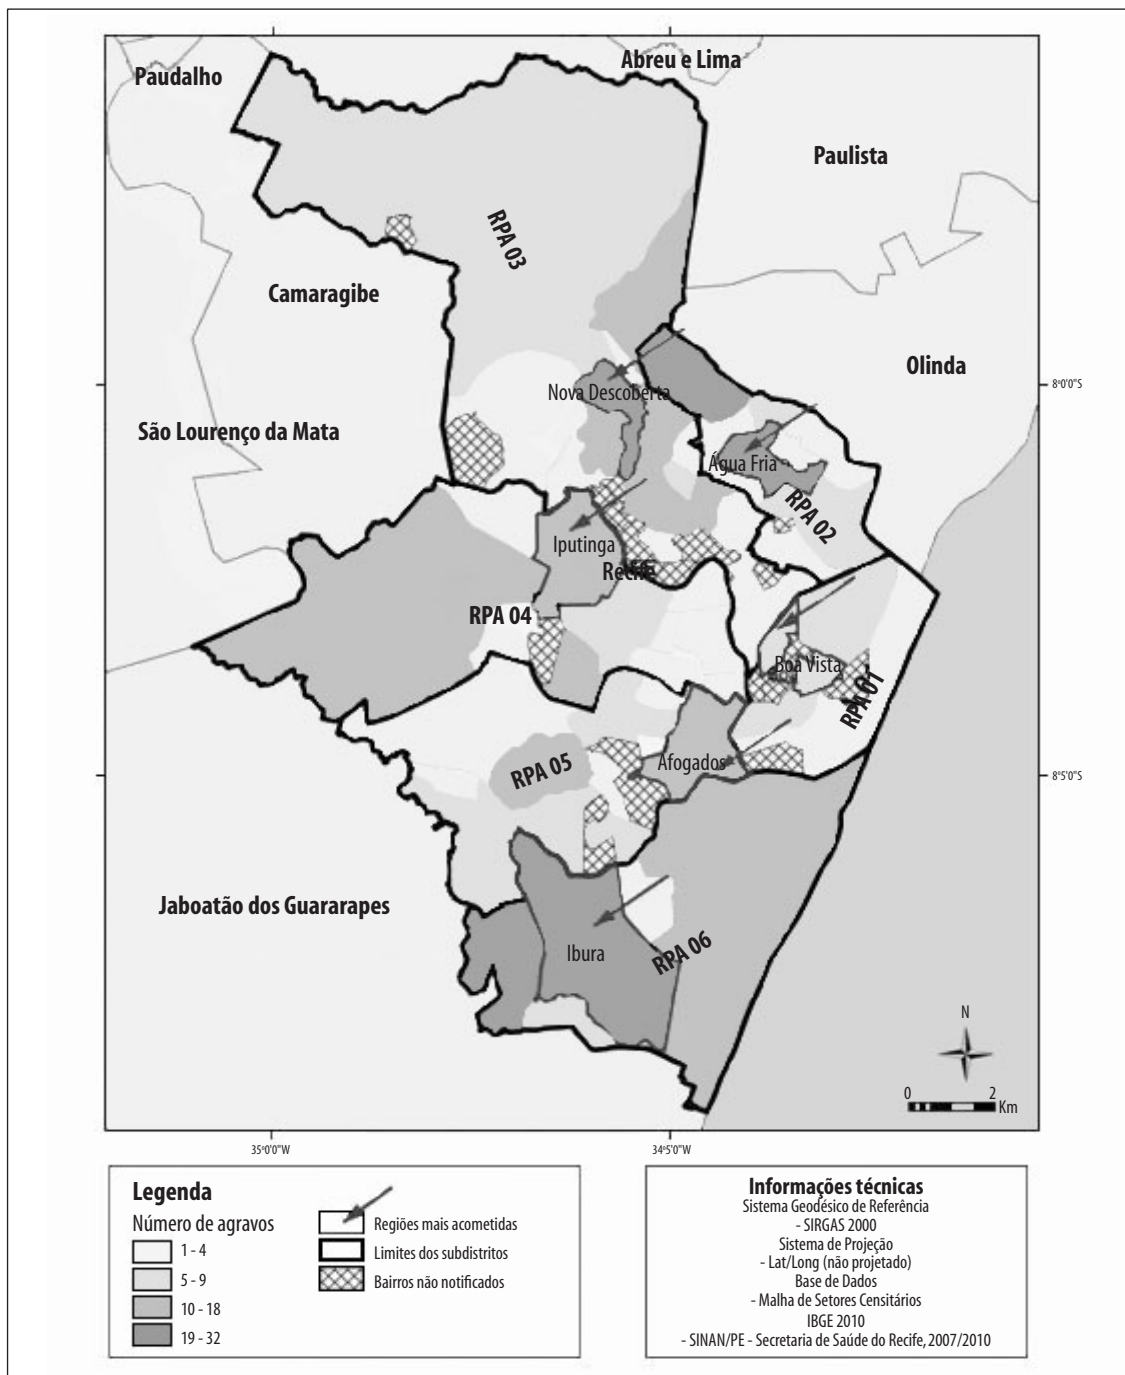 Abreu e Lima
Paudalho
Paulista
RPA 03
Camaragibe
Olinda
Nova Descoberta
8°0'0"S
São Lourenço da Mata
Água Fria
RPA 02
Iputinga
Recife
RPA 04
Boa Vista
RPA 01
Afogados
RPA 05
8°5'0"S
Jaboatão dos Guararapes
Ibura
RPA 06
N
0 2
Km
35°0'0"W
34°5'0"W
Legenda
Número de agravos
1 - 4
5 - 9
10 - 18
19 - 32
Regiões mais acometidas
Limites dos subdistritos
Bairros não notificados
Informações técnicas
Sistema Geodésico de Referência
- SIRGAS 2000
Sistema de Projeção
- Lat/Long (não projetado)
Base de Dados
- Malha de Setores Censitários
IBGE 2010
- SINAN/PE - Secretaria de Saúde do Recife, 2007/2010